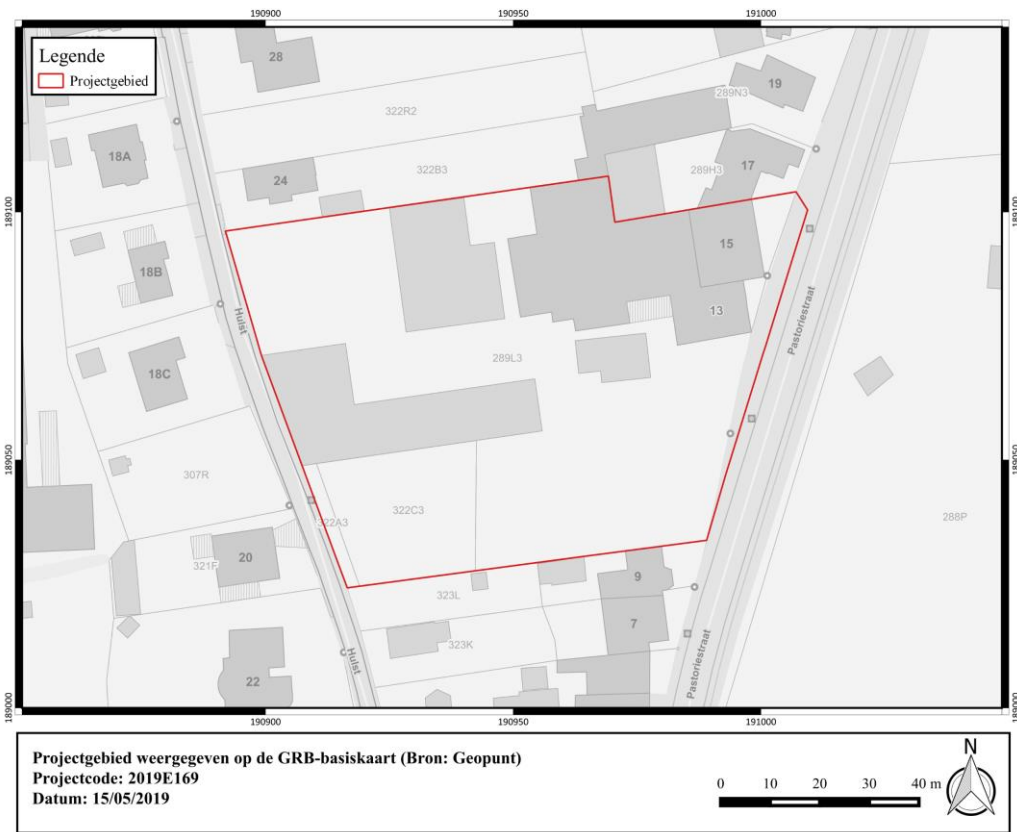 190900
190950
191000
Legende
Projectgebied
28
19
289N3
322R2
18A
17
24
322B3
289H3
189100
189100
15
18B
Hulst
13
Pastoriestraat
289L3
18C
189050
189050
307R
322C3
322A3
288P
20
321F
9
323L
7
323K
Hulst
Pastoriestraat
22
189000
189000
190900
190950
191000
Projectgebied weergegeven op de GRB-basiskaart (Bron: Geopunt)
Projectcode: 2019E169
Datum: 15/05/2019
0 10 20 30 40 m
N